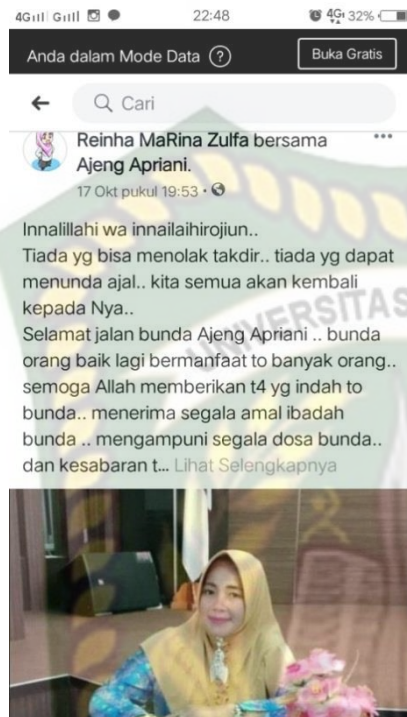 4G G 22:48 4G 32%
Anda dalam Mode Data ? Buka Gratis
Cari
Reinha MaRina Zulfa bersama
Ajeng Apriani.
17 Okt pukul 19:53 ·
Innalillahi wa innailaihirojiun..
Tiada yg bisa menolak takdir.. tiada yg dapat
menunda ajal.. kita semua akan kembali
kepada Nya..
Selamat jalan bunda Ajeng Apriani .. bunda
orang baik lagi bermanfaat to banyak orang..
semoga Allah memberikan t4 yg indah to
bunda.. menerima segala amal ibadah
bunda .. mengampuni segala dosa bunda..
dan kesabaran t... Lihat Selengkapnya
UNIVERSITAS